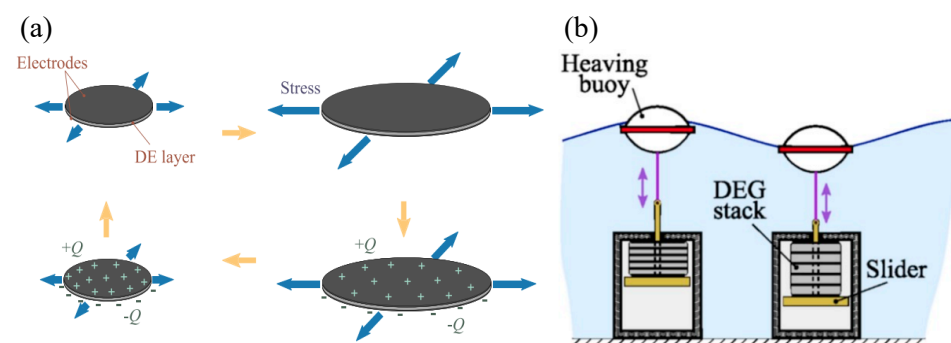 (a)
Electrodes
DE layer
Stress
+Q
-Q
+Q
-Q
(b)
Heaving
buoy
DEG
stack
Slider